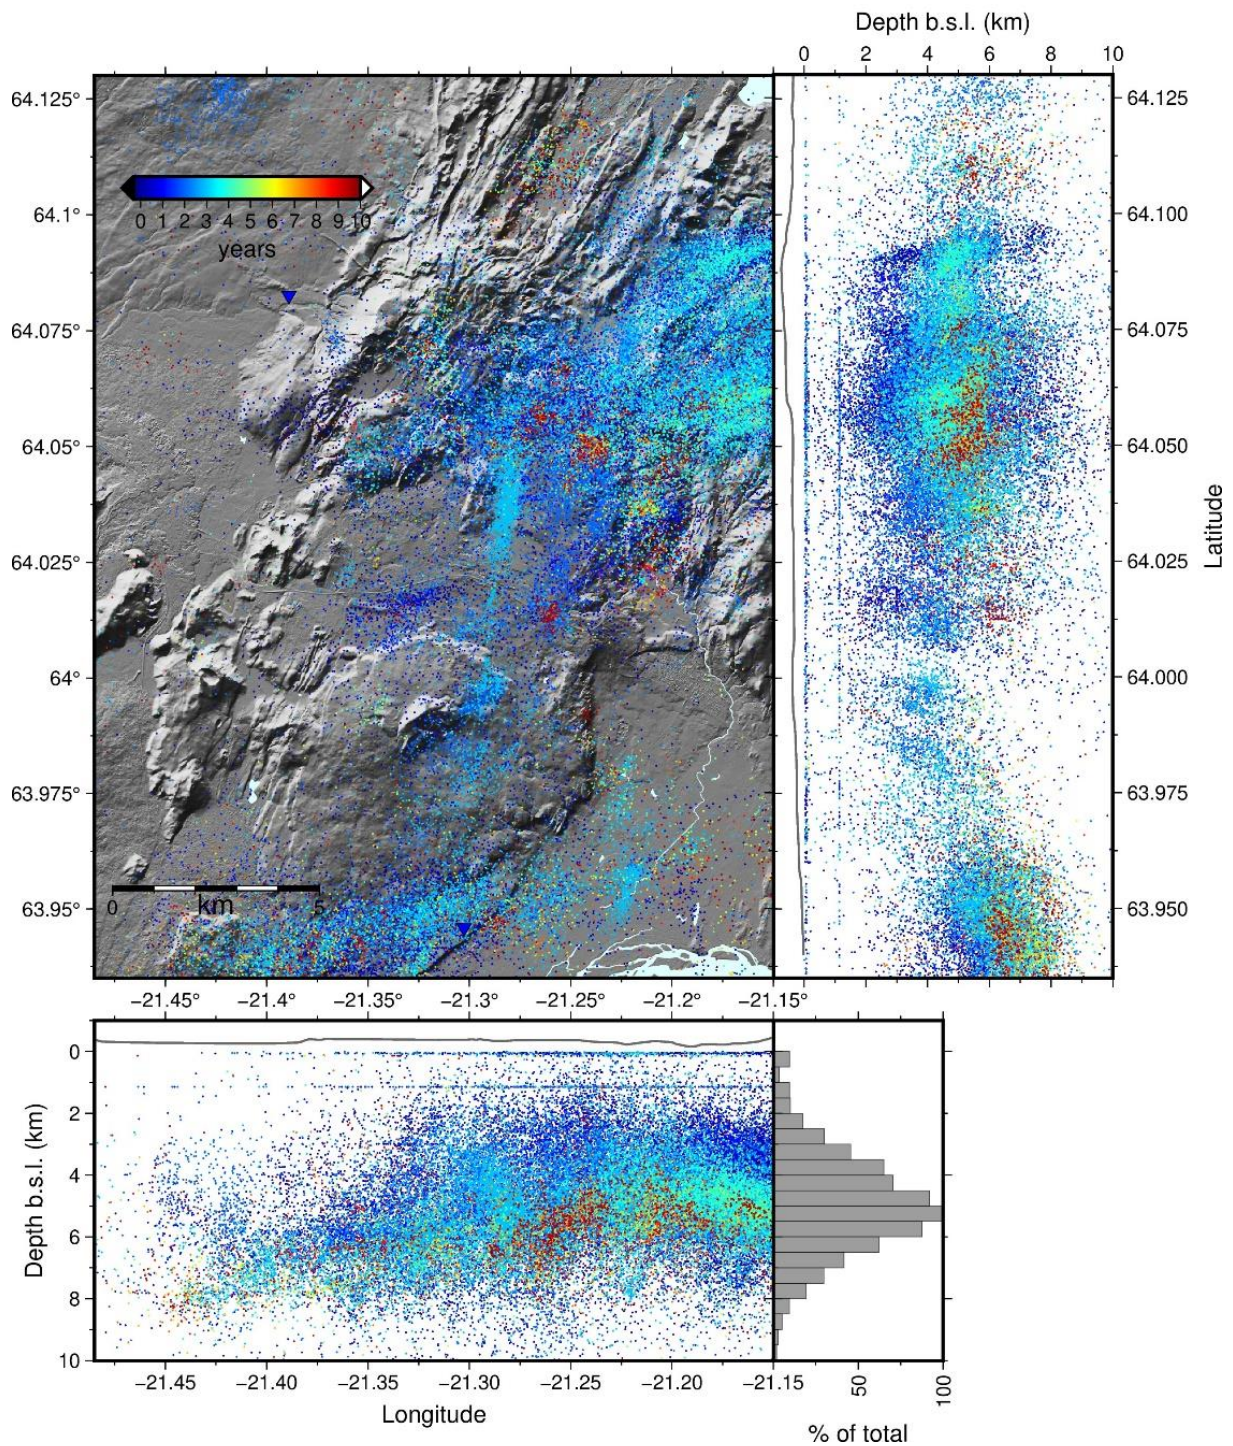 Depth b.s.l. (km)
0 2 4 6 8 10
64.125°
64.1°
64.075°
64.05°
64.025°
64°
63.975°
63.95°
0 1 2 3 4 5 6 7 8 9 10
years
0 km 5
64.125
64.100
64.075
64.050
64.025
64.000
63.975
63.950
Latitude
−21.45° −21.4° −21.35° −21.3° −21.25° −21.2° −21.15°
0
2
4
6
8
10
Depth b.s.l. (km)
−21.45 −21.40 −21.35 −21.30 −21.25 −21.20 −21.15
Longitude
50 100
% of total